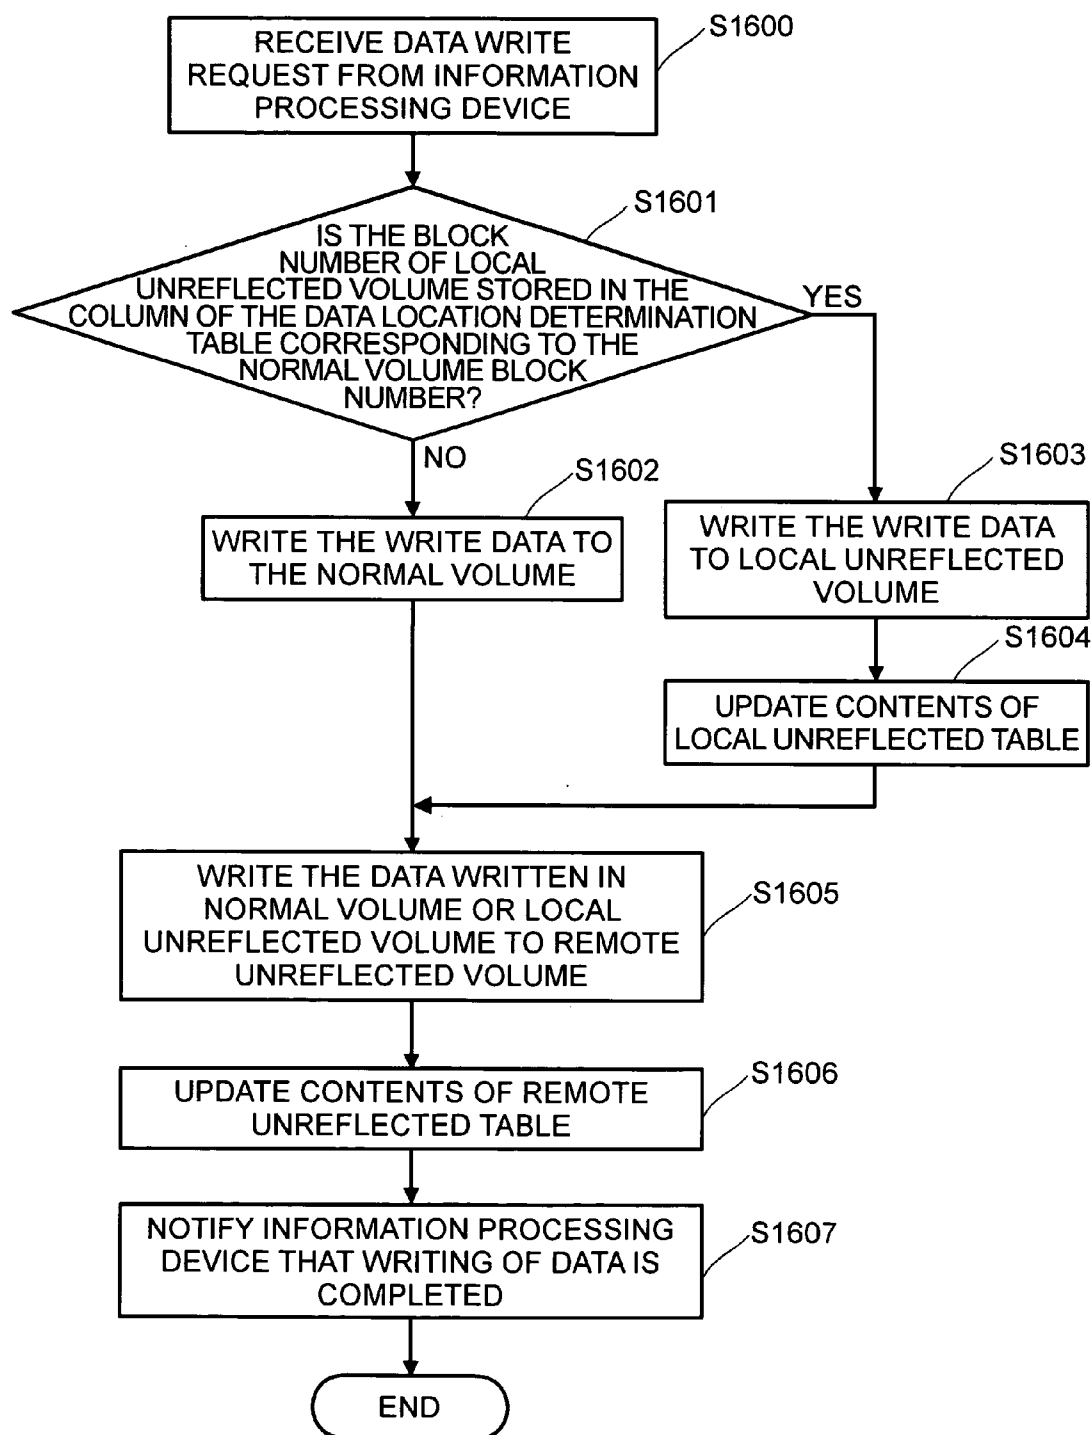 S1600
RECEIVE DATA WRITE
REQUEST FROM INFORMATION
PROCESSING DEVICE
S1601
IS THE BLOCK
NUMBER OF LOCAL
UNREFLECTED VOLUME STORED IN THE
COLUMN OF THE DATA LOCATION DETERMINATION
TABLE CORRESPONDING TO THE
NORMAL VOLUME BLOCK
NUMBER?
YES
NO
S1602
WRITE THE WRITE DATA TO
THE NORMAL VOLUME
S1603
WRITE THE WRITE DATA
TO LOCAL UNREFLECTED
VOLUME
S1604
UPDATE CONTENTS OF
LOCAL UNREFLECTED TABLE
WRITE THE DATA WRITTEN IN
NORMAL VOLUME OR LOCAL
UNREFLECTED VOLUME TO REMOTE
UNREFLECTED VOLUME
S1605
UPDATE CONTENTS OF REMOTE
UNREFLECTED TABLE
S1606
NOTIFY INFORMATION PROCESSING
DEVICE THAT WRITING OF DATA IS
COMPLETED
S1607
END